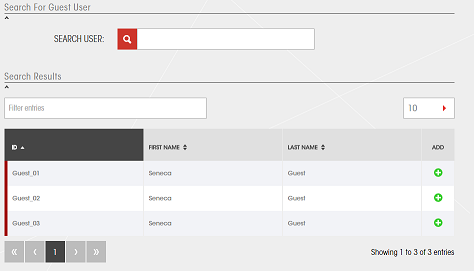 Search For Guest User
SEARCH USER:
Search Results
Filter entries
10
ID FIRST NAME LAST NAME ADD
Guest_01 Seneca Guest
Guest_02 Seneca Guest
Guest_03 Seneca Guest
« ‹ 1 › » Showing 1 to 3 of 3 entries